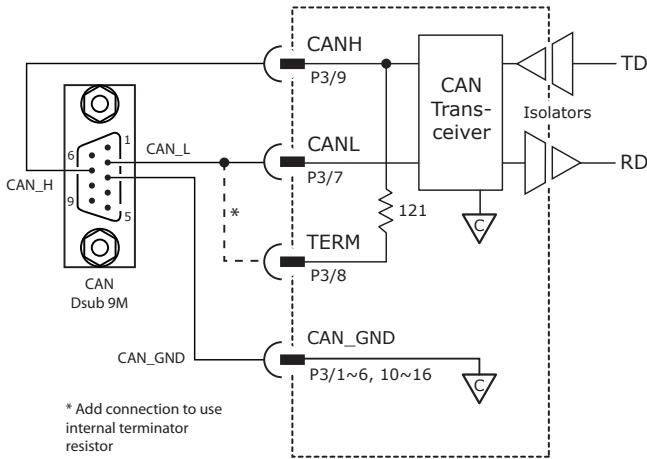 CANH
P3/9
CAN
Trans-
ceiver
TD
Isolators
1
6
CAN_L
CANL
P3/7
RD
CAN_H
9
5
*
121
C
TERM
P3/8
CAN
Dsub 9M
CAN_GND
CAN_GND
P3/1~6, 10~16
C
* Add connection to use
internal terminator
resistor